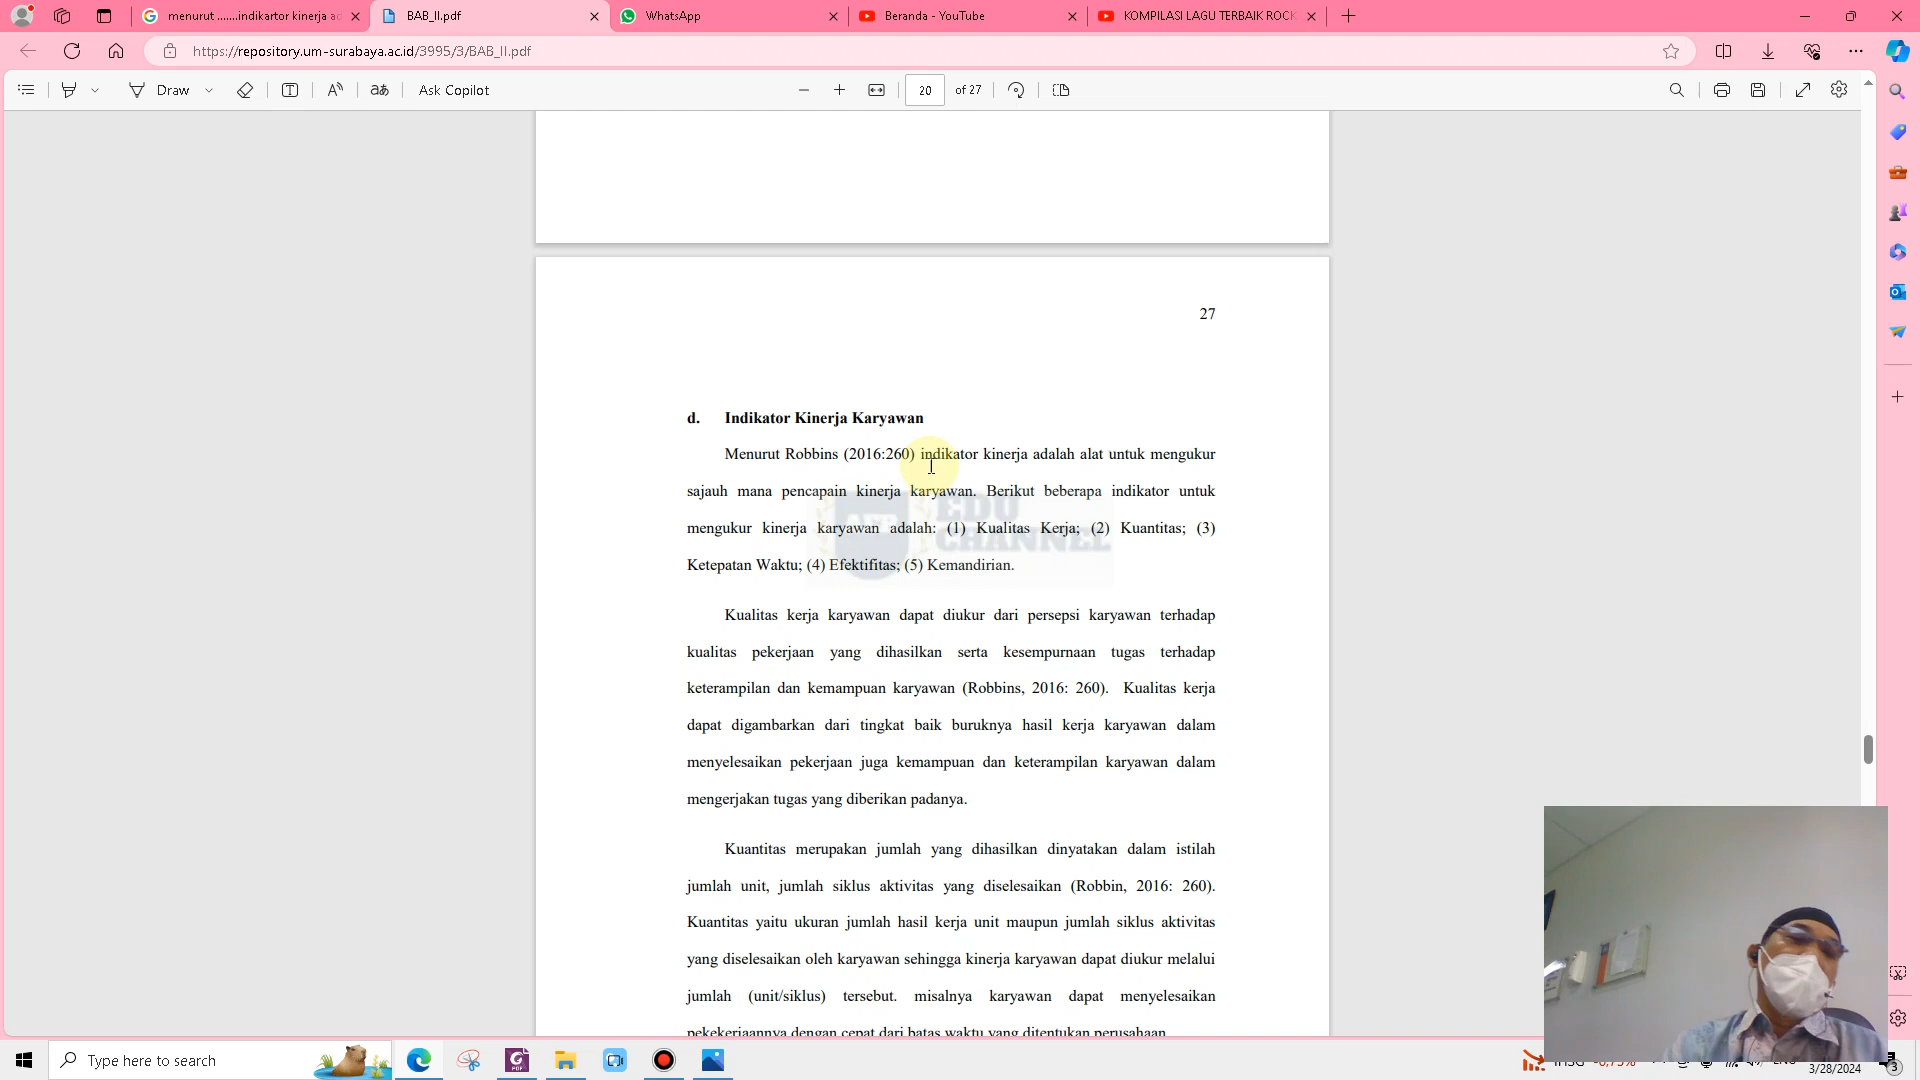 menurut .......indikartor kinerja
BAB_II.pdf
WhatsApp
Beranda - YouTube
KOMPILASI LAGU TERBAIK ROCK
https://repository.um-surabaya.ac.id/3995/3/BAB_II.pdf
Draw
aあ
Ask Copilot
20
of 27
27
d. Indikator Kinerja Karyawan
Menurut Robbins (2016:260) indikator kinerja adalah alat untuk mengukur
sajauh mana pencapain kinerja karyawan. Berikut beberapa indikator untuk
mengukur kinerja karyawan adalah: (1) Kualitas Kerja; (2) Kuantitas; (3)
Ketepatan Waktu; (4) Efektifitas; (5) Kemandirian.
EDU
CHANNEL
Kualitas kerja karyawan dapat diukur dari persepsi karyawan terhadap
kualitas pekerjaan yang dihasilkan serta kesempurnaan tugas terhadap
keterampilan dan kemampuan karyawan (Robbins, 2016: 260). Kualitas kerja
dapat digambarkan dari tingkat baik buruknya hasil kerja karyawan dalam
menyelesaikan pekerjaan juga kemampuan dan keterampilan karyawan dalam
mengerjakan tugas yang diberikan padanya.
Kuantitas merupakan jumlah yang dihasilkan dinyatakan dalam istilah
jumlah unit, jumlah siklus aktivitas yang diselesaikan (Robbin, 2016: 260).
Kuantitas yaitu ukuran jumlah hasil kerja unit maupun jumlah siklus aktivitas
yang diselesaikan oleh karyawan sehingga kinerja karyawan dapat diukur melalui
jumlah (unit/siklus) tersebut. misalnya karyawan dapat menyelesaikan
pekekerjaannya dengan cepat dari batas waktu yang ditentukan perusahaan.
Type here to search
3/28/2024
3